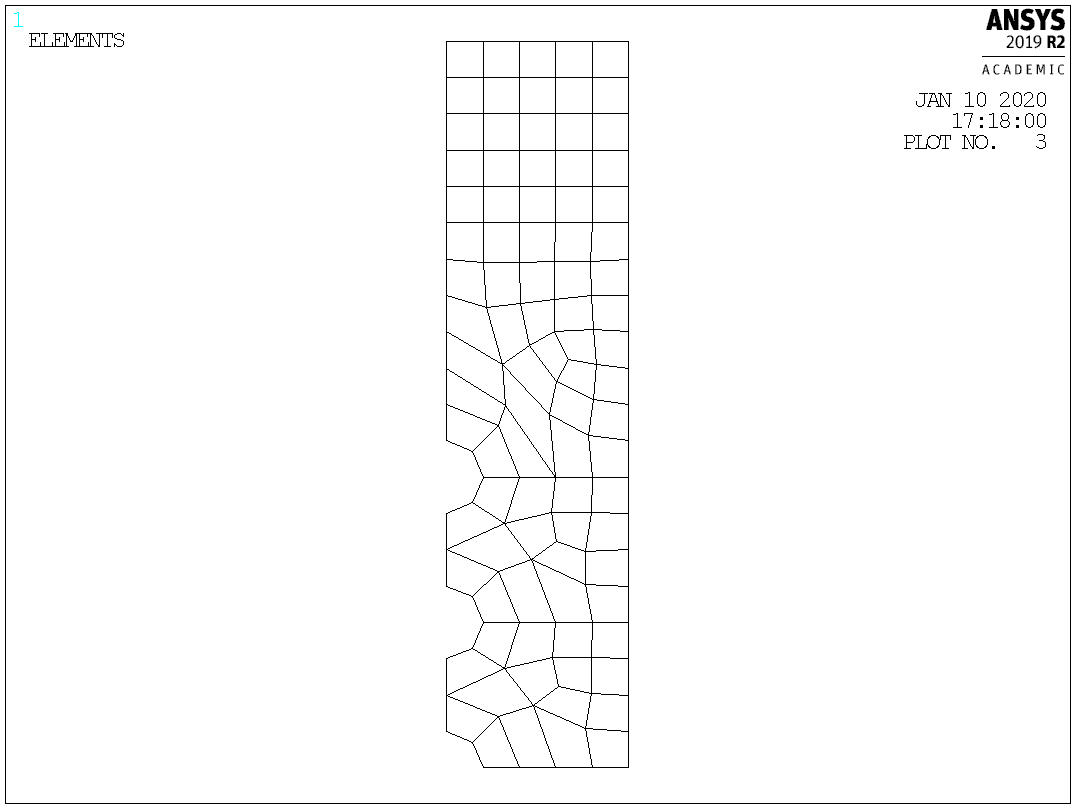 1
ELEMENTS
ANSYS
2019 R2
ACADEMIC
JAN 10 2020
17:18:00
PLOT NO. 3